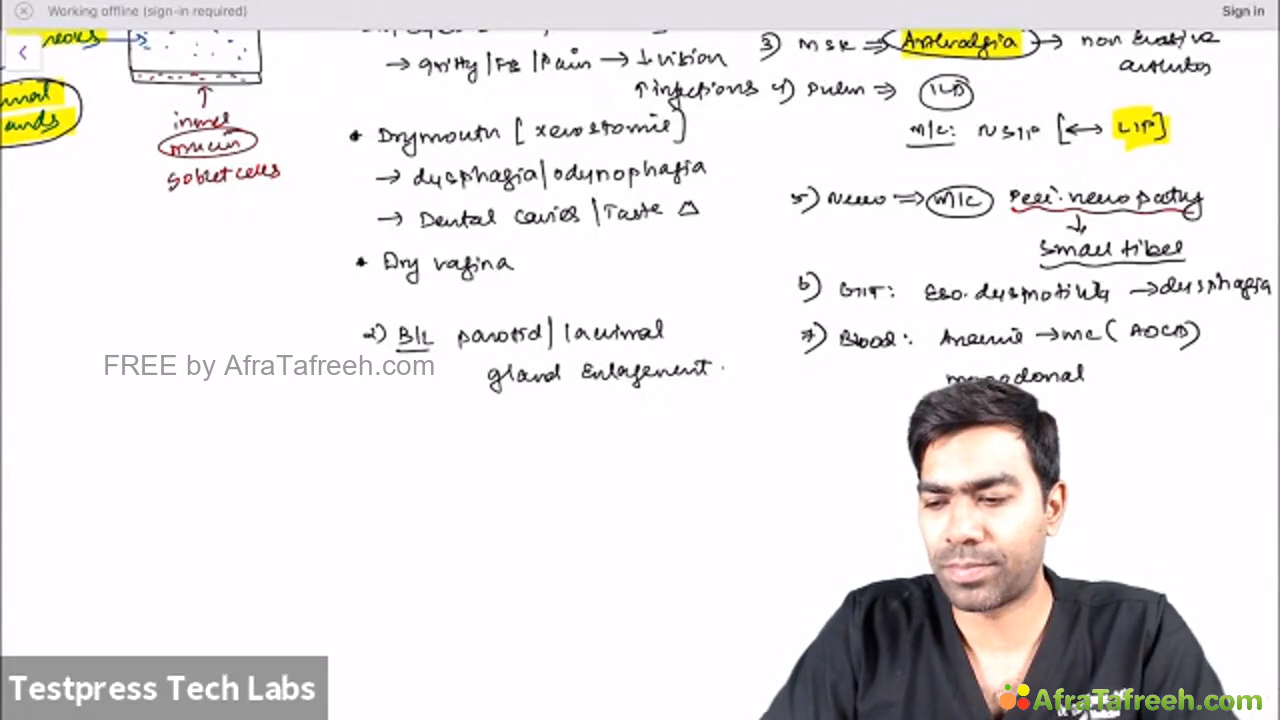 Working offline (sign-in required)
Sign in
→ gritty / FB / Pain → ↓ vision
↑ infections
inner
mucin
Goblet cells
* Dry mouth [xerostomia]
→ dysphagia / odynophagia
→ Dental caries / Taste Δ
* Dry vagina
2) B/L parotid / lacrimal
gland Enlargement.
3) MSK ⇒ Arthralgia → non Erosive
arthritis
4) Pulm ⇒ ILD
M/C: NSIP [↔ LIP]
5) Neuro ⇒ M/C Peri. neuropathy
↓
Small fiber
6) GIT: Eso. dysmotility → dysphagia
7) Blood: Anemia → MC (AOCD)
monoclonal
FREE by AfraTafreeh.com
Testpress Tech Labs
AfraTafreeh.com